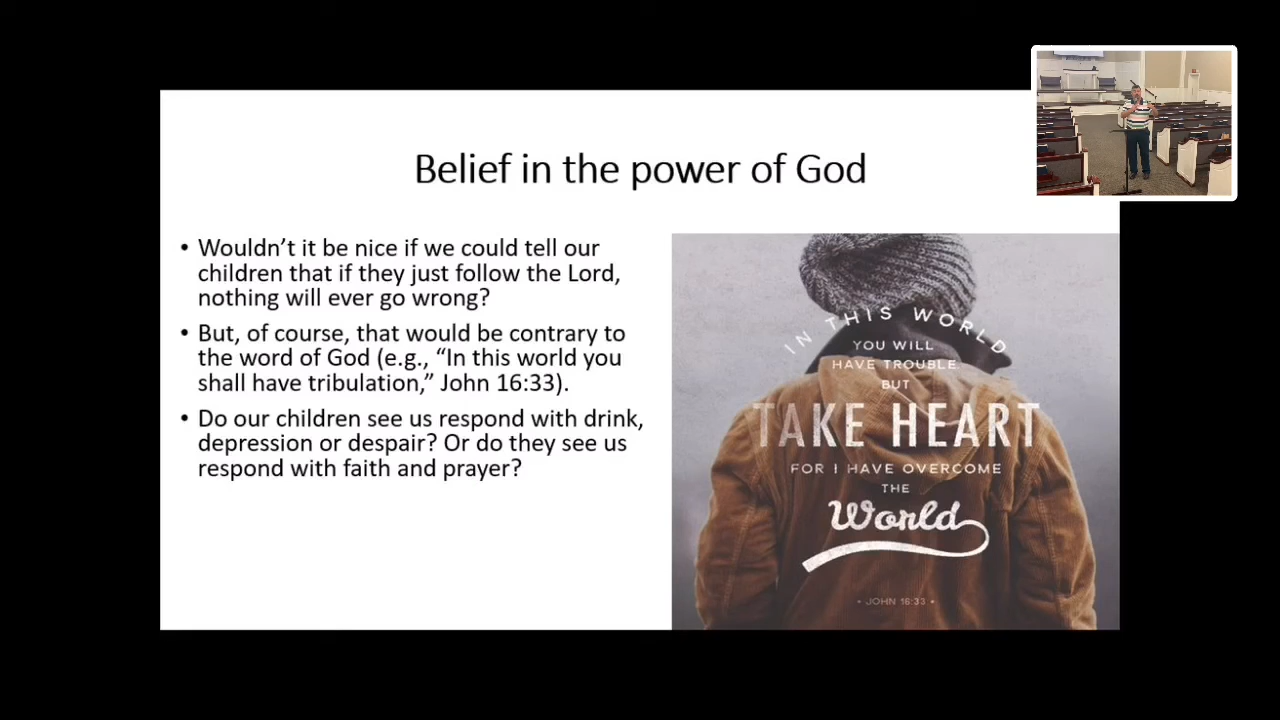 Belief in the power of God
• Wouldn’t it be nice if we could tell our
children that if they just follow the Lord,
nothing will ever go wrong?
• But, of course, that would be contrary to
the word of God (e.g., “In this world you
shall have tribulation,” John 16:33).
• Do our children see us respond with drink,
depression or despair? Or do they see us
respond with faith and prayer?
IN THIS WORLD
YOU WILL
HAVE TROUBLE.
BUT
TAKE HEART
FOR I HAVE OVERCOME
THE
World
• JOHN 16:33 •